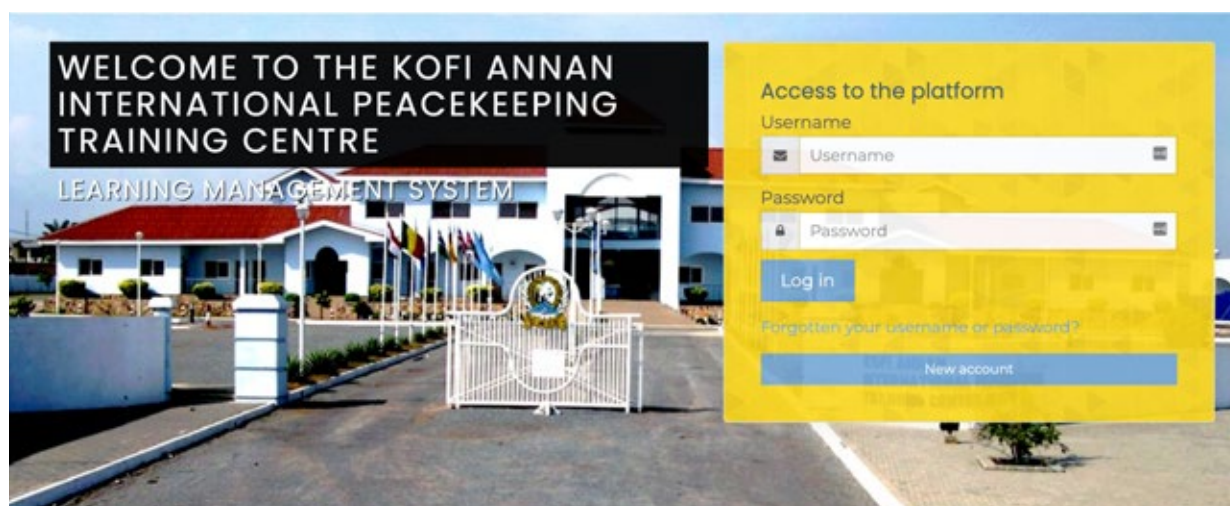 WELCOME TO THE KOFI ANNAN
INTERNATIONAL PEACEKEEPING
TRAINING CENTRE
LEARNING MANAGEMENT SYSTEM
Access to the platform
Username
Username
Password
Password
Log in
Forgotten your username or password?
New account